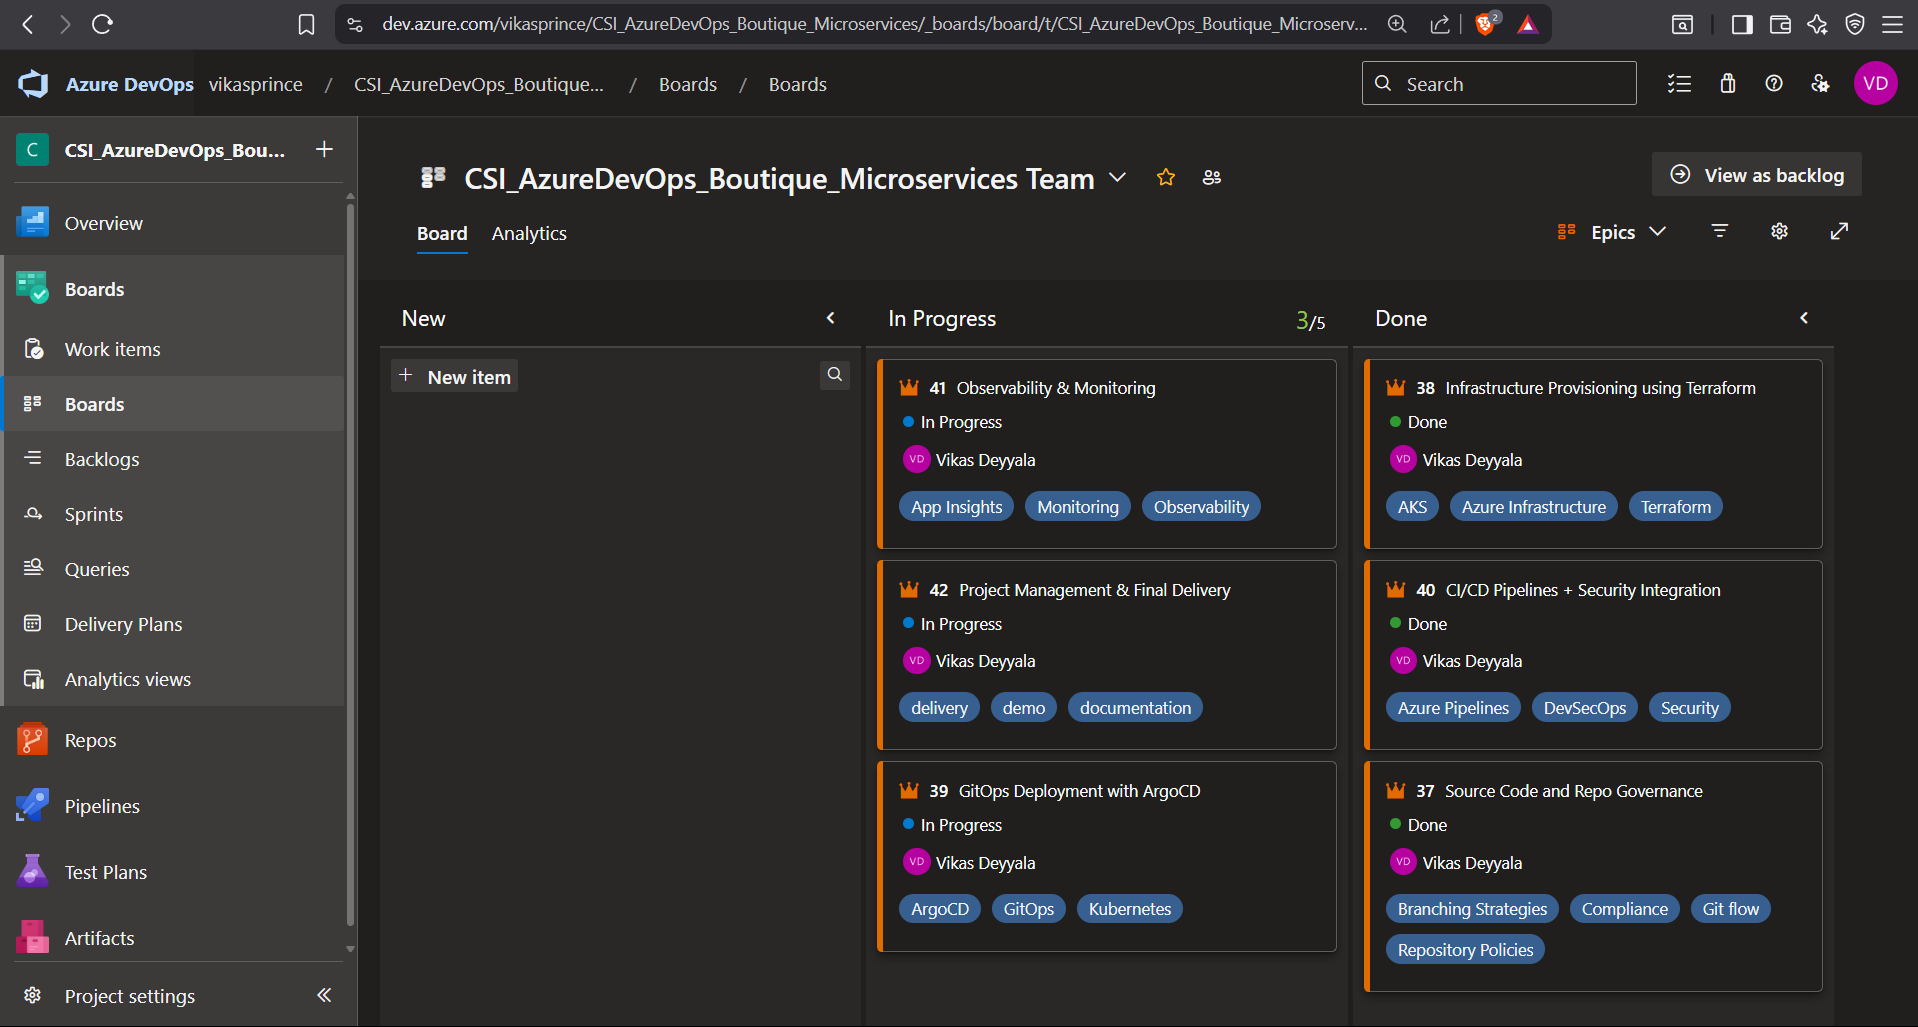 dev.azure.com/vikasprince/CSI_AzureDevOps_Boutique_Microservices/_boards/board/t/CSI_AzureDevOps_Boutique_Microserv...
2
Azure DevOps vikasprince / CSI_AzureDevOps_Boutique... / Boards / Boards
Search
VD
C CSI_AzureDevOps_Bou...
Overview
Boards
Work items
Boards
Backlogs
Sprints
Queries
Delivery Plans
Analytics views
Repos
Pipelines
Test Plans
Artifacts
Project settings
CSI_AzureDevOps_Boutique_Microservices Team
View as backlog
Board Analytics
Epics
New
New item
In Progress 3/5
41 Observability & Monitoring
In Progress
VD Vikas Deyyala
App Insights Monitoring Observability
42 Project Management & Final Delivery
In Progress
VD Vikas Deyyala
delivery demo documentation
39 GitOps Deployment with ArgoCD
In Progress
VD Vikas Deyyala
ArgoCD GitOps Kubernetes
Done
38 Infrastructure Provisioning using Terraform
Done
VD Vikas Deyyala
AKS Azure Infrastructure Terraform
40 CI/CD Pipelines + Security Integration
Done
VD Vikas Deyyala
Azure Pipelines DevSecOps Security
37 Source Code and Repo Governance
Done
VD Vikas Deyyala
Branching Strategies Compliance Git flow
Repository Policies